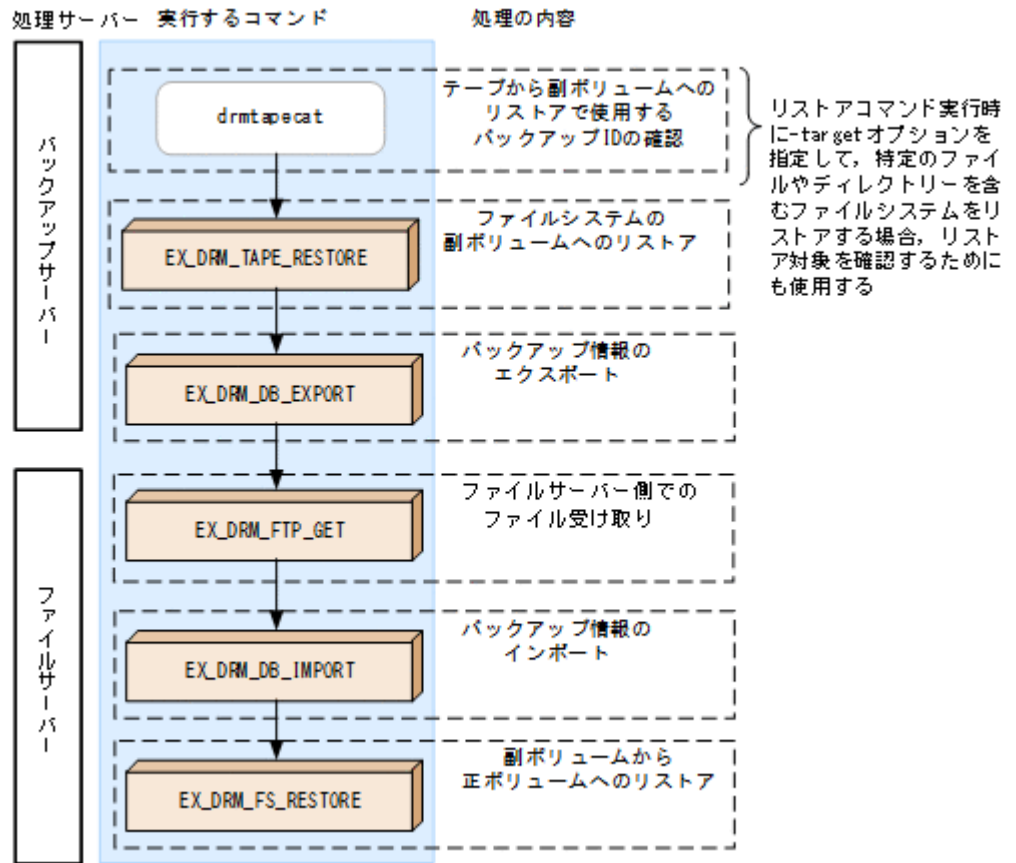 処理サーバー 実行するコマンド 処理の内容
バックアップサーバー
drmtapecat
テープから副ボリュームへの
リストアで使用する
バックアップIDの確認
リストアコマンド実行時
に-targetオプションを
指定して，特定のファイ
ルやディレクトリーを含
むファイルシステムをリ
ストアする場合，リスト
ア対象を確認するためにに
も使用する
EX_DRM_TAPE_RESTORE
ファイルシステムの
副ボリュームへのリストア
EX_DRM_DB_EXPORT
バックアップ情報の
エクスポート
ファイルサーバー
EX_DRM_FTP_GET
ファイルサーバー側での
ファイル受け取り
EX_DRM_DB_IMPORT
バックアップ情報の
インポート
EX_DRM_FS_RESTORE
副ボリュームから
正ボリュームへのリストア